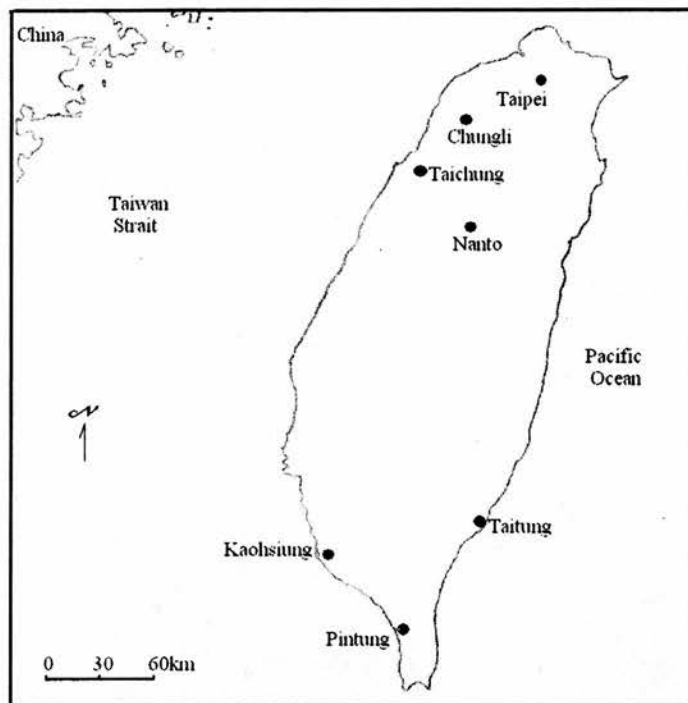 China
Taipei
Chungli
Taichung
Taiwan
Strait
Nanto
Pacific
Ocean
N
Taitung
Kaohsiung
Pintung
0 30 60km